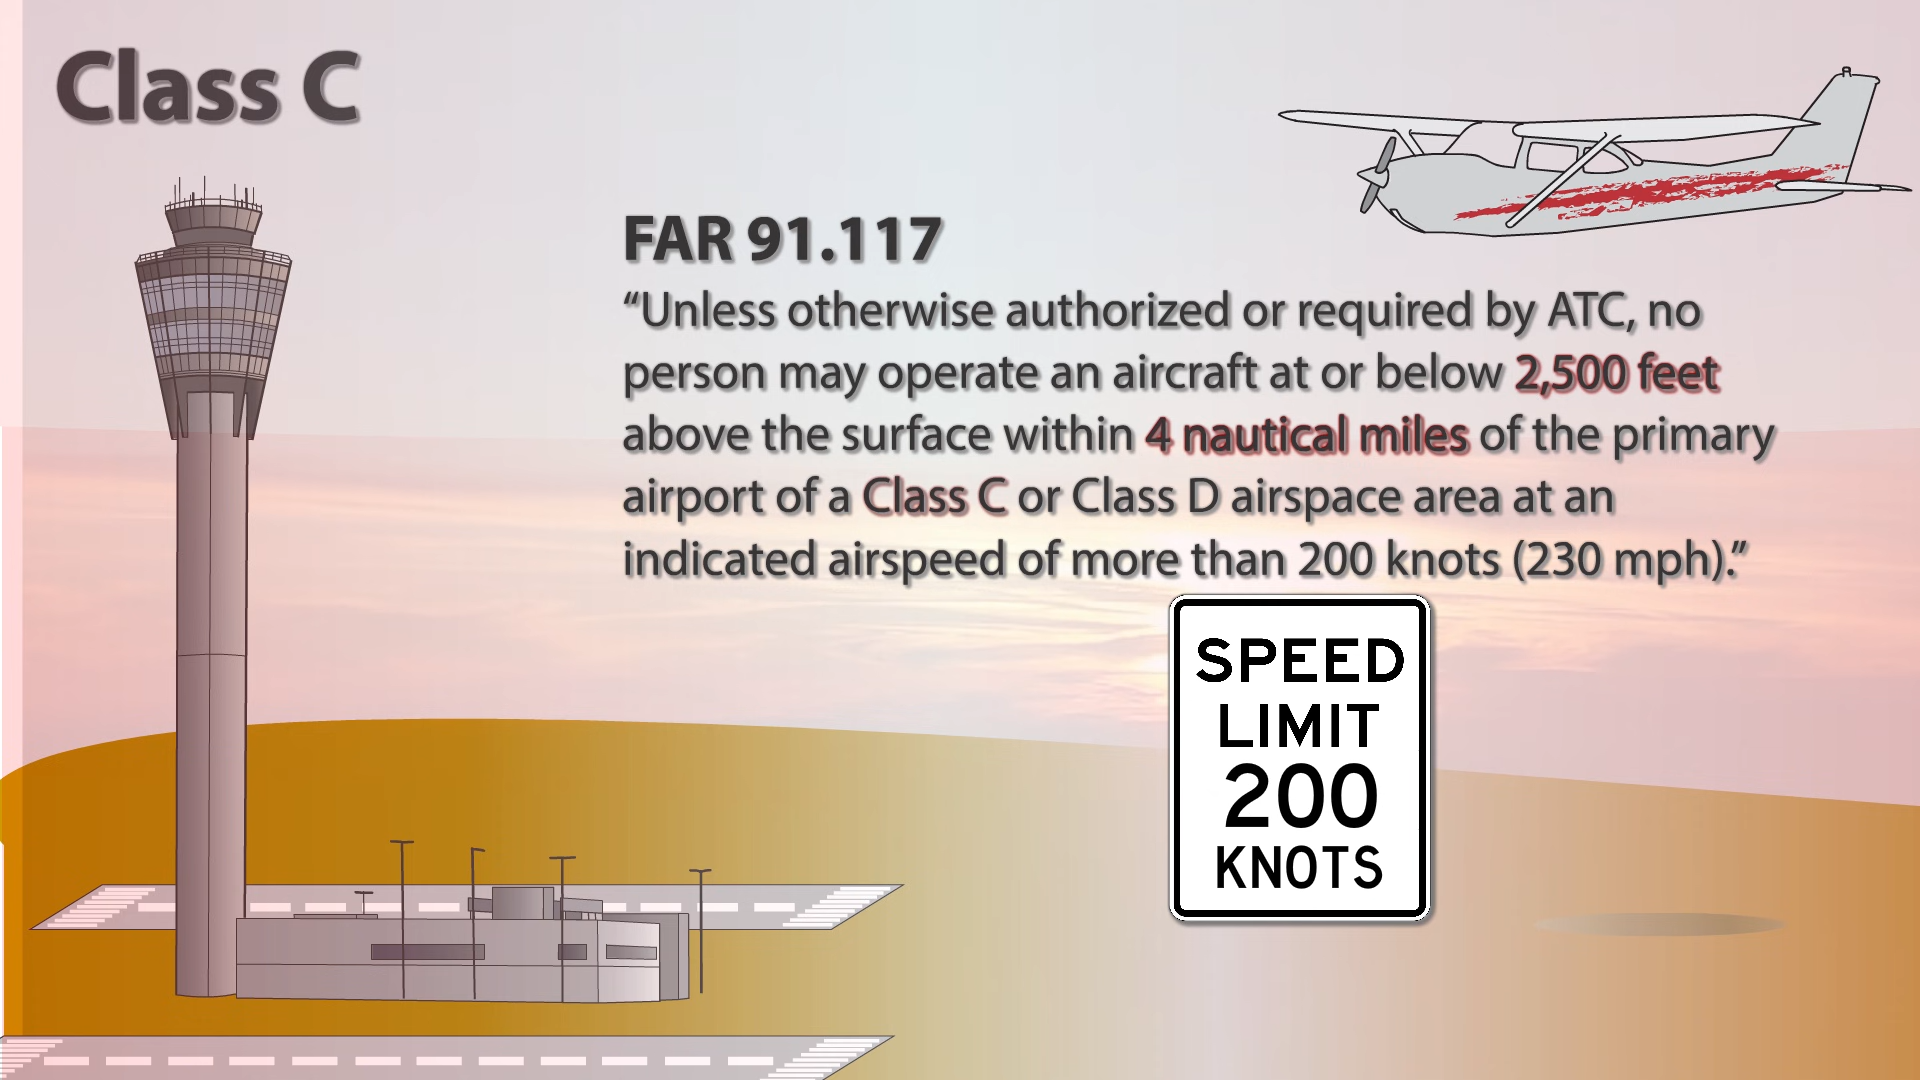 Class C
FAR 91.117
“Unless otherwise authorized or required by ATC, no
person may operate an aircraft at or below 2,500 feet
above the surface within 4 nautical miles of the primary
airport of a Class C or Class D airspace area at an
indicated airspeed of more than 200 knots (230 mph).”
SPEED
LIMIT
200
KNOTS